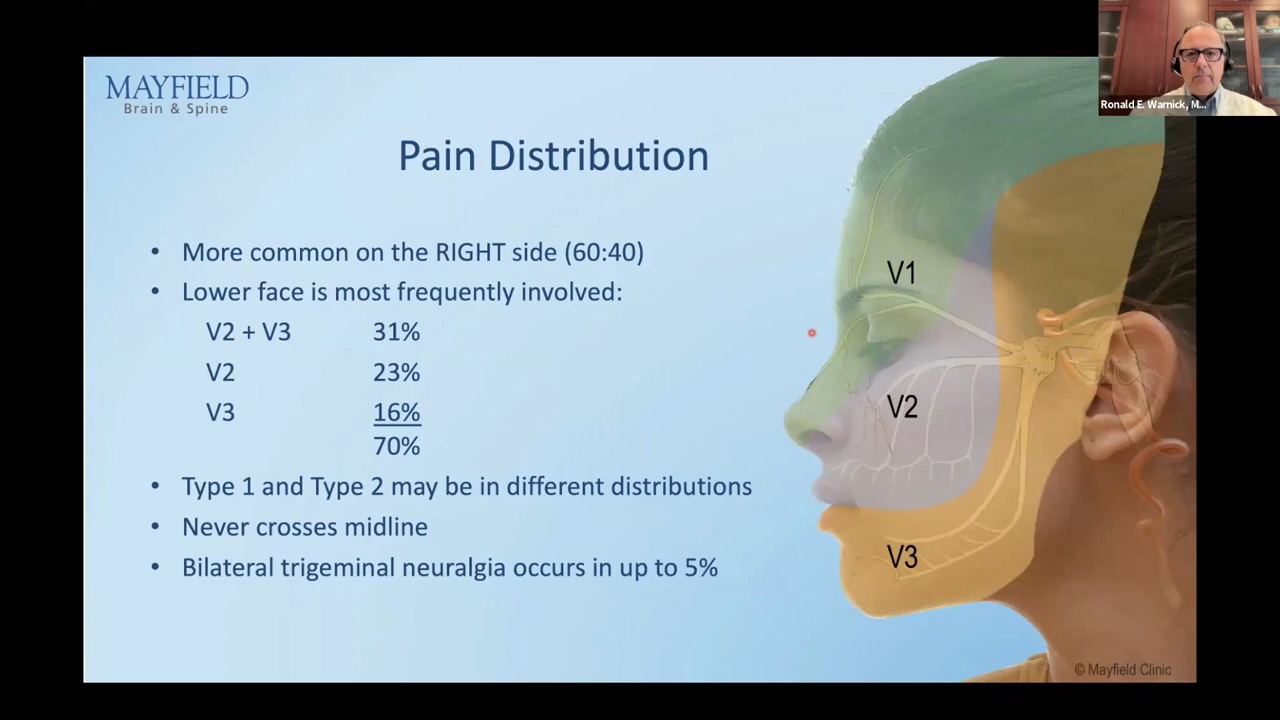 MAYFIELD
Brain & Spine
Ronald E. Warnick, M...
Pain Distribution
• More common on the RIGHT side (60:40)
• Lower face is most frequently involved:
V2 + V3 31%
V2 23%
V3 16%
70%
• Type 1 and Type 2 may be in different distributions
• Never crosses midline
• Bilateral trigeminal neuralgia occurs in up to 5%
V1
V2
V3
© Mayfield Clinic